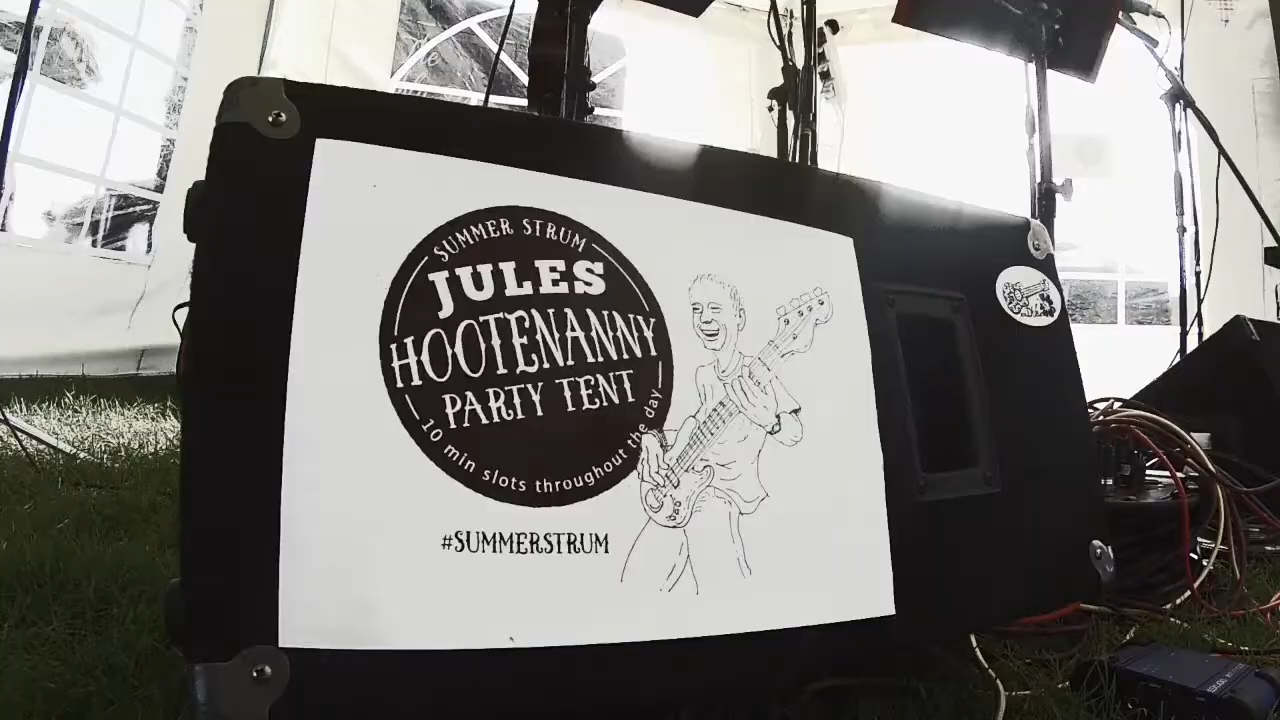 SUMMER STRUM
JULES
HOOTENANNY
PARTY TENT
10 min slots throughout the day
#SUMMERSTRUM